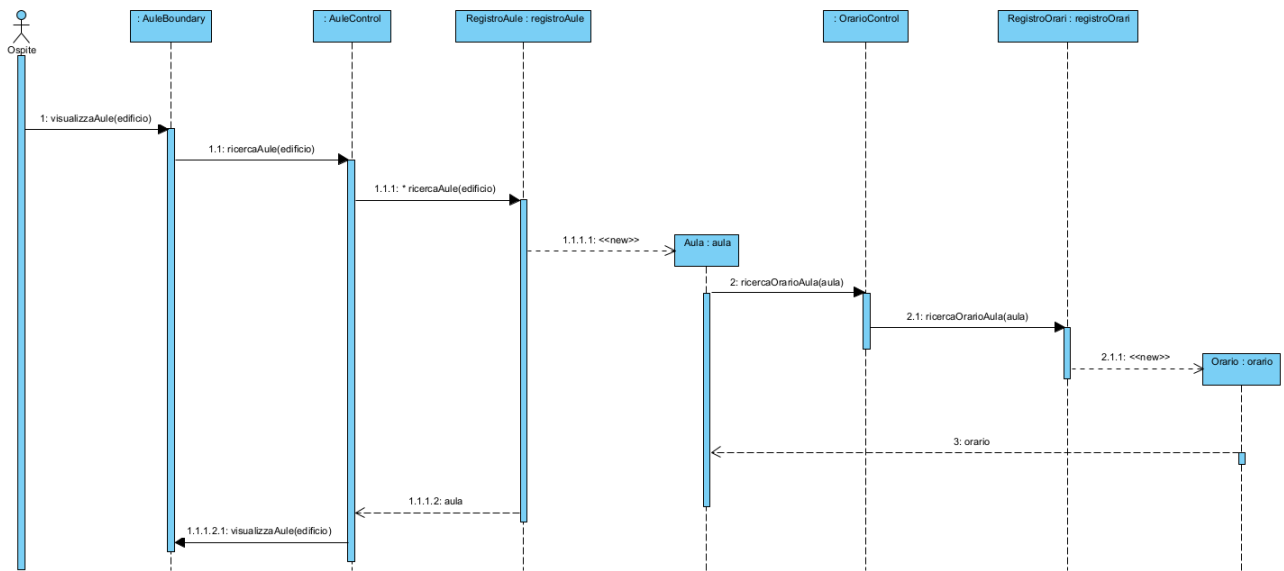 : AuleBoundary
: AuleControl
RegistroAule : registroAule
: OrarioControl
RegistroOrari : registroOrari
Ospite
1: visualizzaAule(edificio)
1.1: ricercaAule(edificio)
1.1.1: * ricercaAule(edificio)
1.1.1.1: <<new>>
Aula : aula
2: ricercaOrarioAula(aula)
2.1: ricercaOrarioAula(aula)
2.1.1: <<new>>
Orario : orario
3: orario
1.1.1.2: aula
1.1.1.2.1: visualizzaAule(edificio)